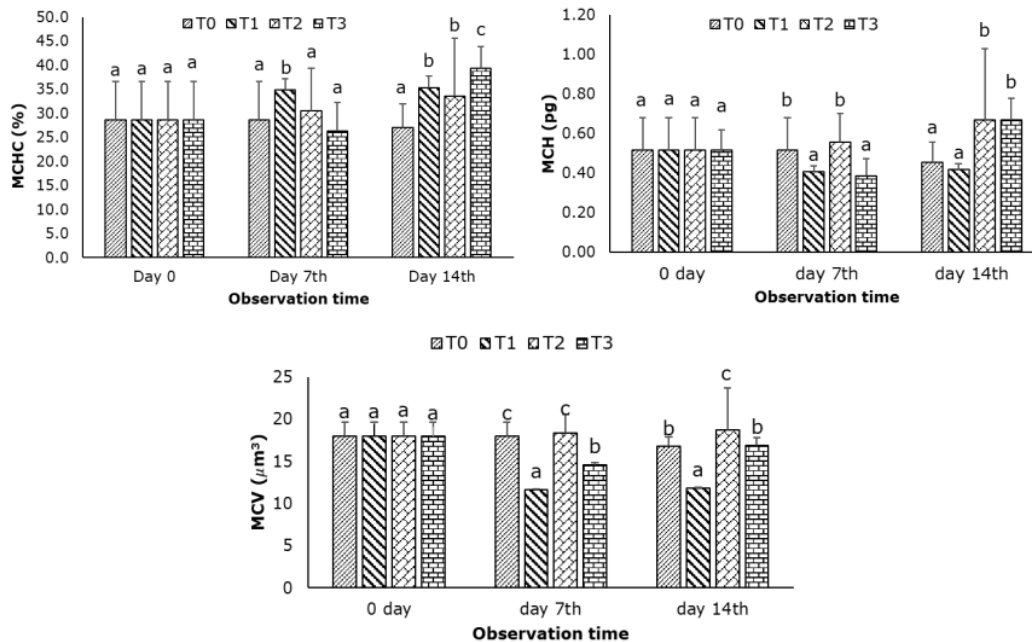 T0 T1 T2 T3
50.0
45.0
40.0
35.0
30.0
25.0
20.0
15.0
10.0
5.0
0.0
MCHC (%)
a a a a
a b a a
a b b c
Day 0 Day 7th Day 14th
Observation time
T0 T1 T2 T3
1.20
1.00
0.80
0.60
0.40
0.20
0.00
MCH (pg)
a a a a
b a b a
a a b b
0 day day 7th day 14th
Observation time
T0 T1 T2 T3
25
20
15
10
5
0
MCV (μm³)
a a a a
c a c b
b a c b
0 day day 7th day 14th
Observation time